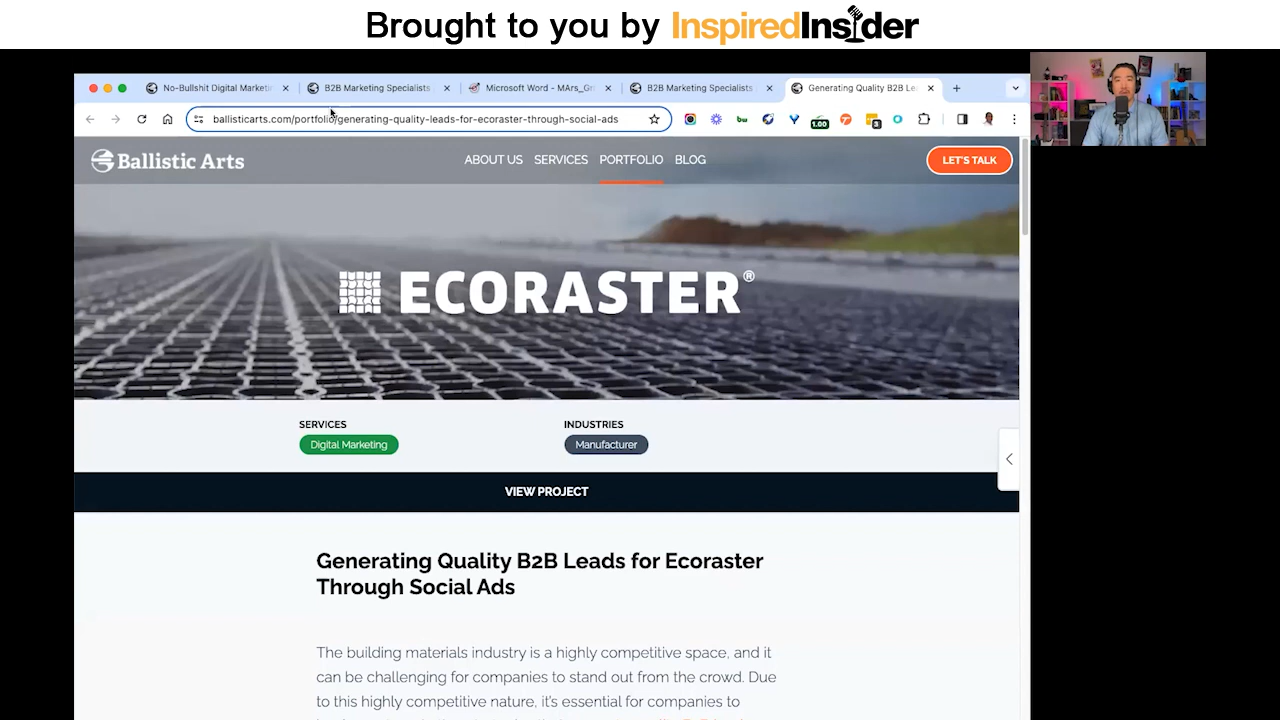 Brought to you by InspiredInsider
No-Bullshit Digital Marketin
B2B Marketing Specialists
Microsoft Word - MArs_Gr
B2B Marketing Specialists
Generating Quality B2B Le
ballisticarts.com/portfolio/generating-quality-leads-for-ecoraster-through-social-ads
1.00
Ballistic Arts
ABOUT US SERVICES PORTFOLIO BLOG
LET'S TALK
ECORASTER®
SERVICES
Digital Marketing
INDUSTRIES
Manufacturer
VIEW PROJECT
Generating Quality B2B Leads for Ecoraster
Through Social Ads
The building materials industry is a highly competitive space, and it
can be challenging for companies to stand out from the crowd. Due
to this highly competitive nature, it's essential for companies to